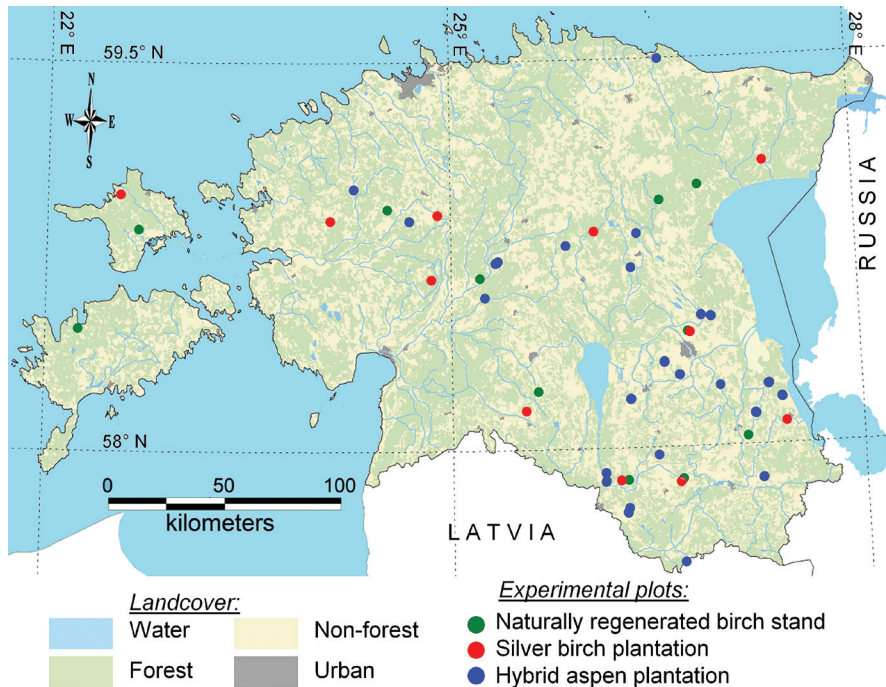 22° E
25° E
28° E
59.5° N
N
W E
S
RUSSIA
58° N
0 50 100
kilometers
LATVIA
Landcover:
Water
Non-forest
Forest
Urban
Experimental plots:
Naturally regenerated birch stand
Silver birch plantation
Hybrid aspen plantation